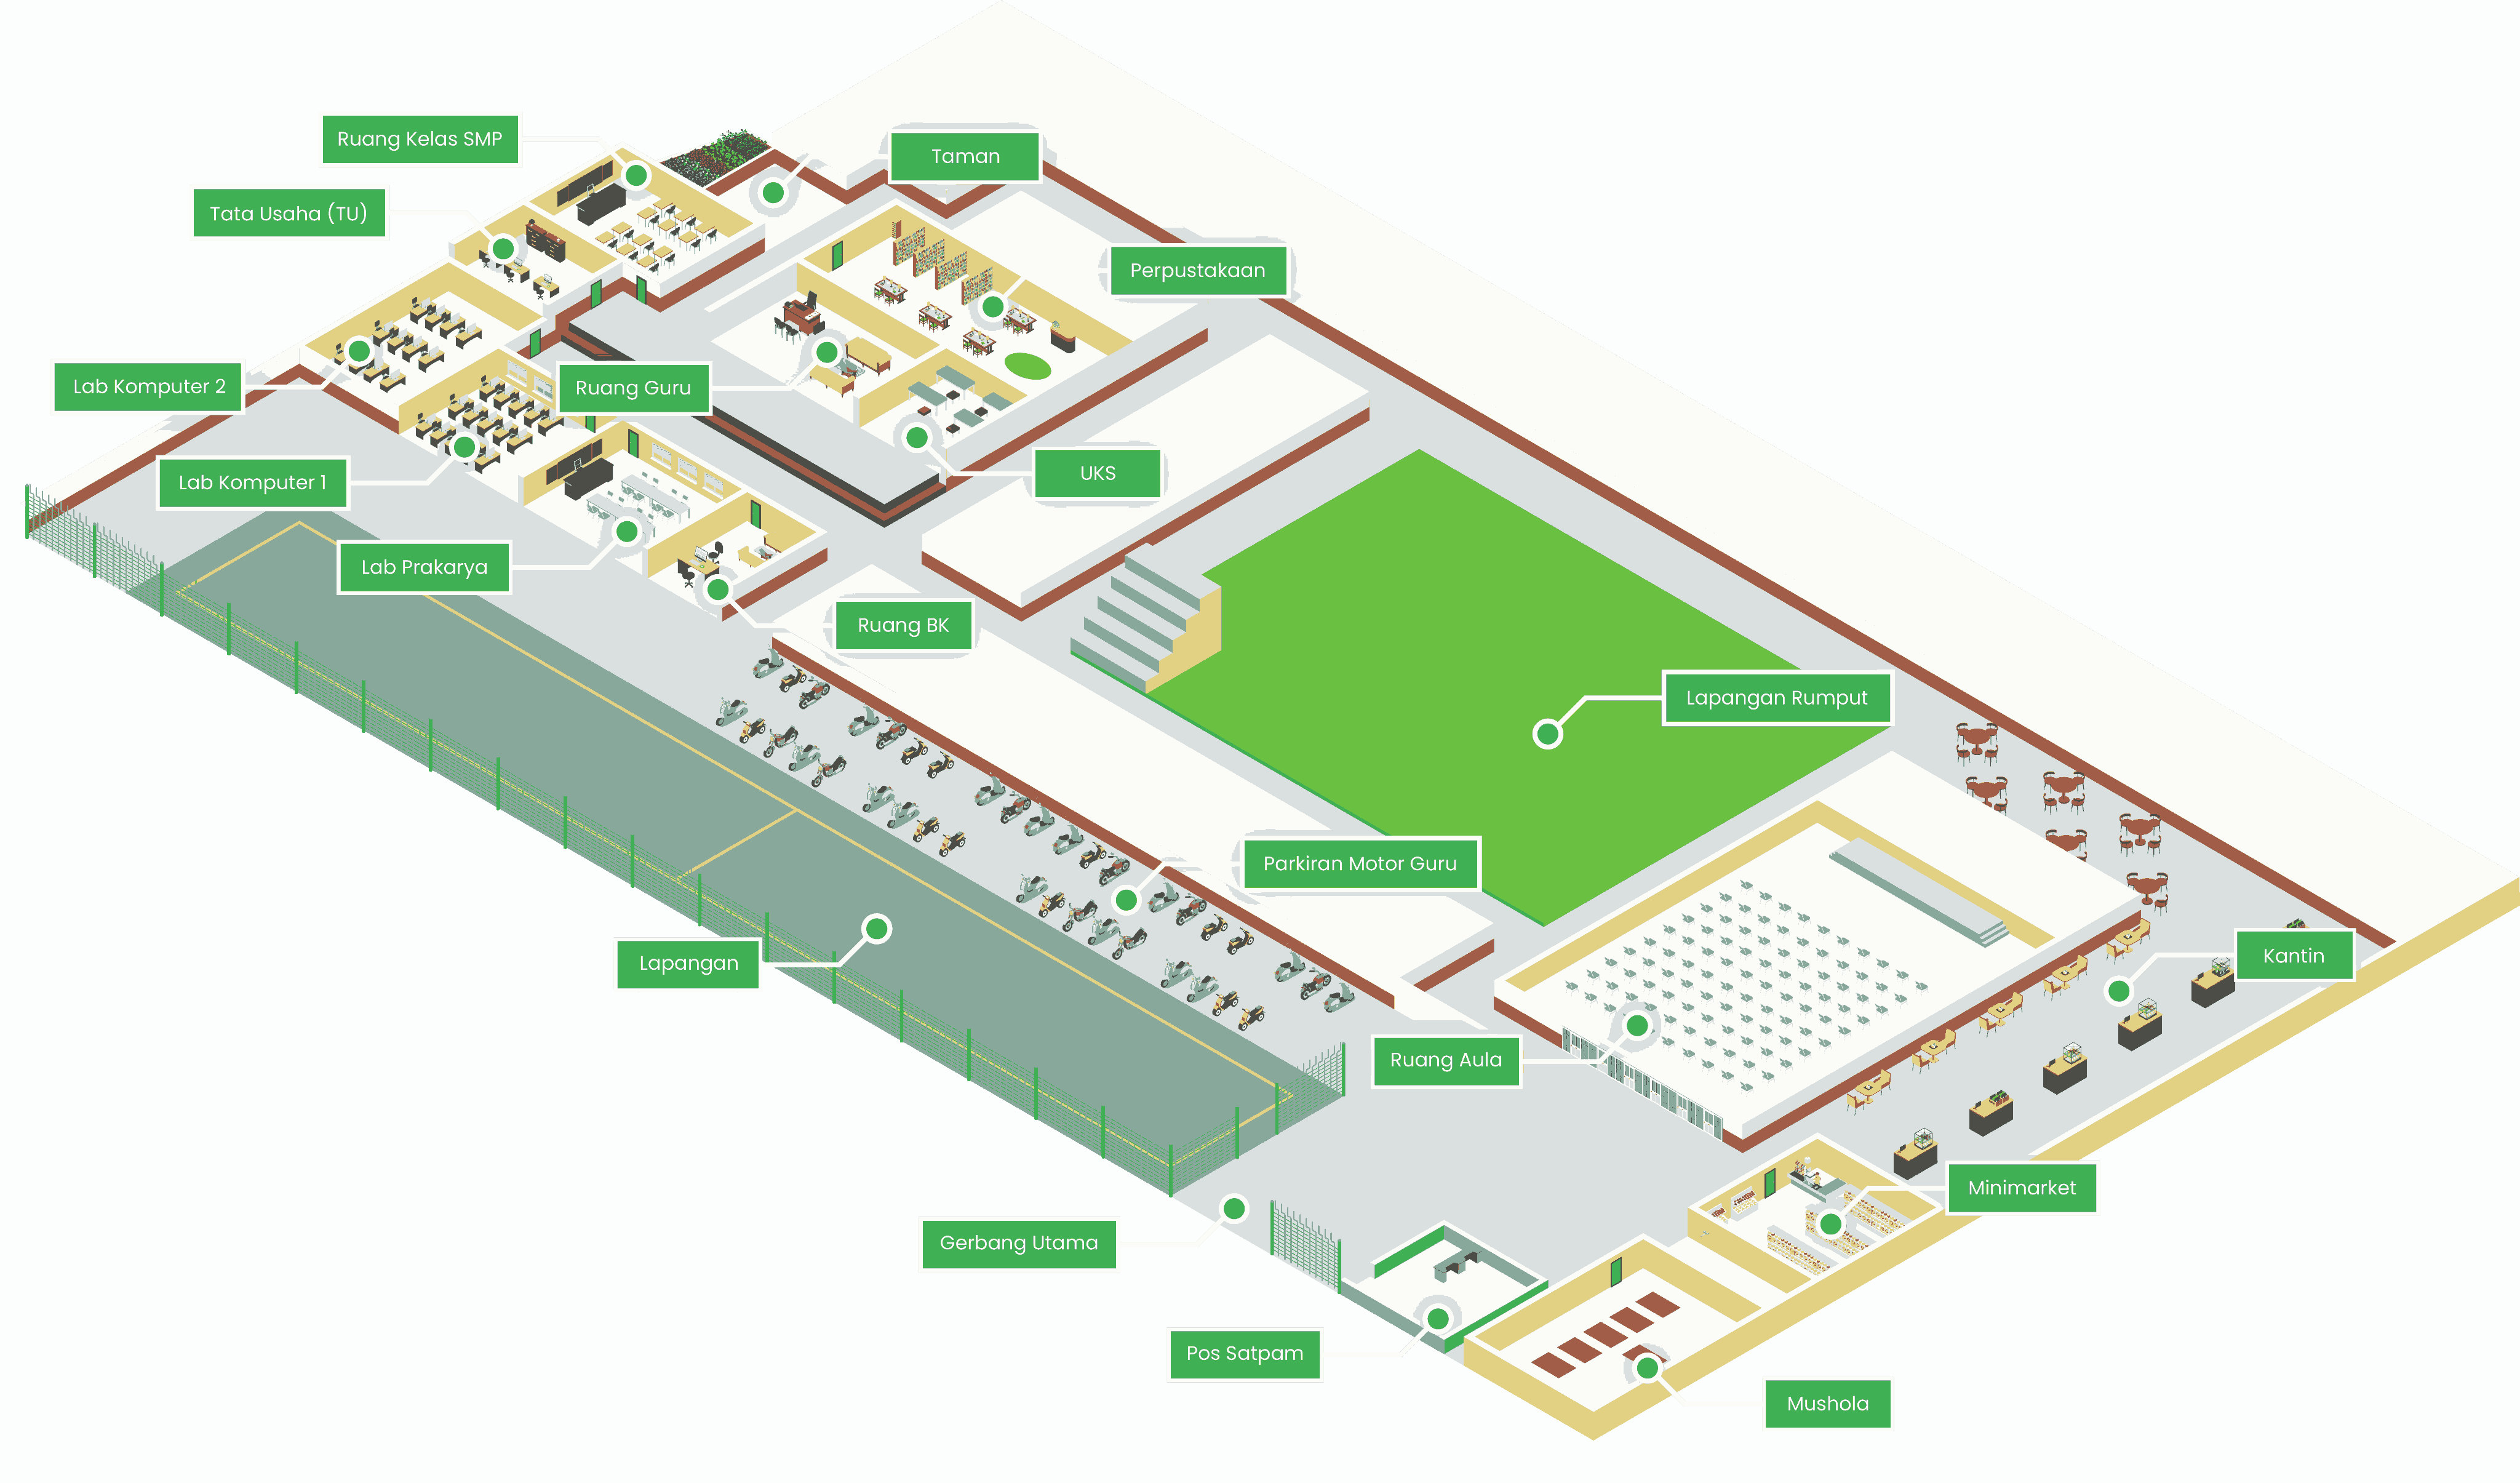 Ruang Kelas SMP
Taman
Tata Usaha (TU)
Perpustakaan
Lab Komputer 2
Ruang Guru
UKS
Lab Komputer 1
Lab Prakarya
Ruang BK
Lapangan Rumput
Parkiran Motor Guru
Lapangan
Kantin
Ruang Aula
Minimarket
Gerbang Utama
Pos Satpam
Mushola